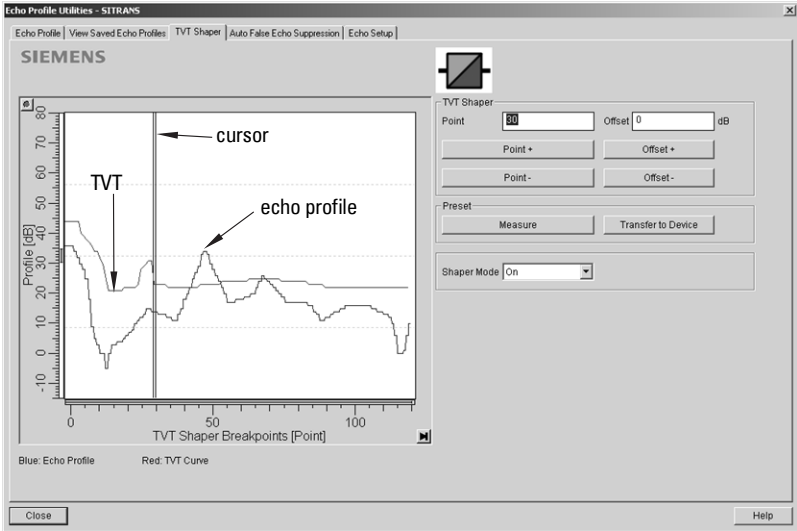 Echo Profile Utilities - SITRANS
Echo Profile View Saved Echo Profiles TVT Shaper Auto False Echo Suppression Echo Setup
SIEMENS
80
70
60
50
40
30
20
10
0
-10
Profile [dB]
cursor
TVT
echo profile
0 50 100
TVT Shaper Breakpoints [Point]
Blue: Echo Profile Red: TVT Curve
TVT Shaper
Point 30 Offset 0 dB
Point + Offset +
Point - Offset -
Preset
Measure Transfer to Device
Shaper Mode On
Close Help